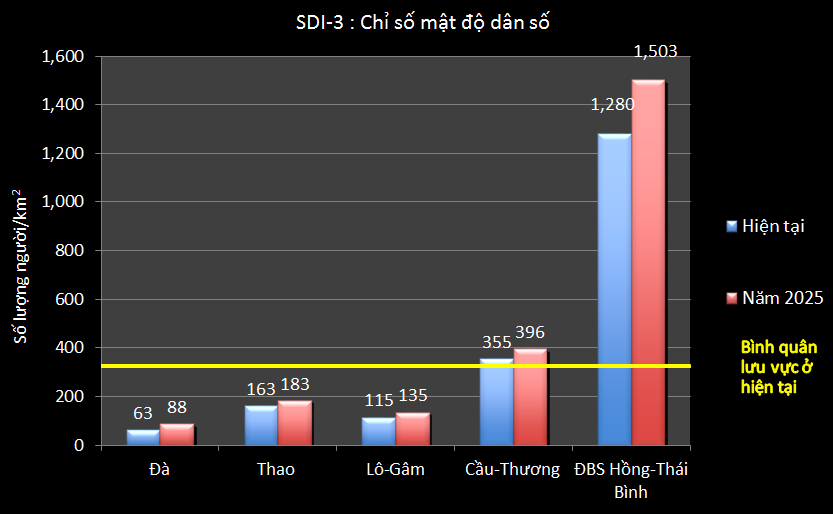 SDI-3 : Chỉ số mật độ dân số
Số lượng người/km²
1,600
1,400
1,200
1,000
800
600
400
200
0
63
88
163
183
115
135
355
396
1,280
1,503
Đà
Thao
Lô-Gâm
Cầu-Thương
ĐBS Hồng-Thái
Bình
Hiện tại
Năm 2025
Bình quân
lưu vực ở
hiện tại